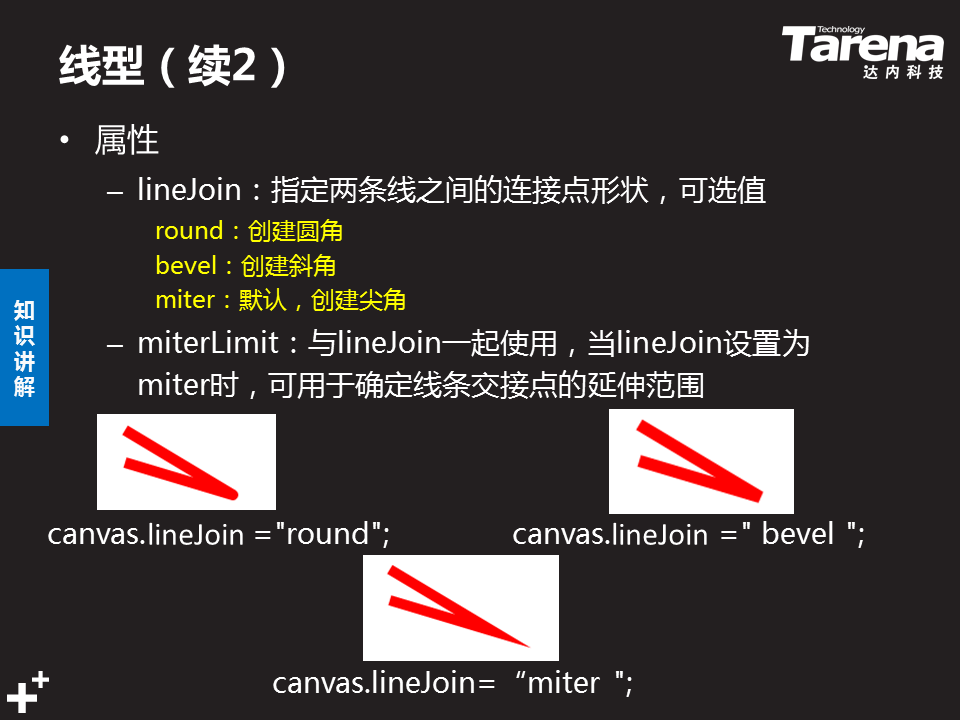 线型（续2）
Technology
Tarena
达内科技
• 属性
– lineJoin：指定两条线之间的连接点形状，可选值
round：创建圆角
bevel：创建斜角
miter：默认，创建尖角
– miterLimit：与lineJoin一起使用，当lineJoin设置为
miter时，可用于确定线条交接点的延伸范围
知识讲解
canvas.lineJoin ="round";
canvas.lineJoin =" bevel ";
canvas.lineJoin= “miter ";